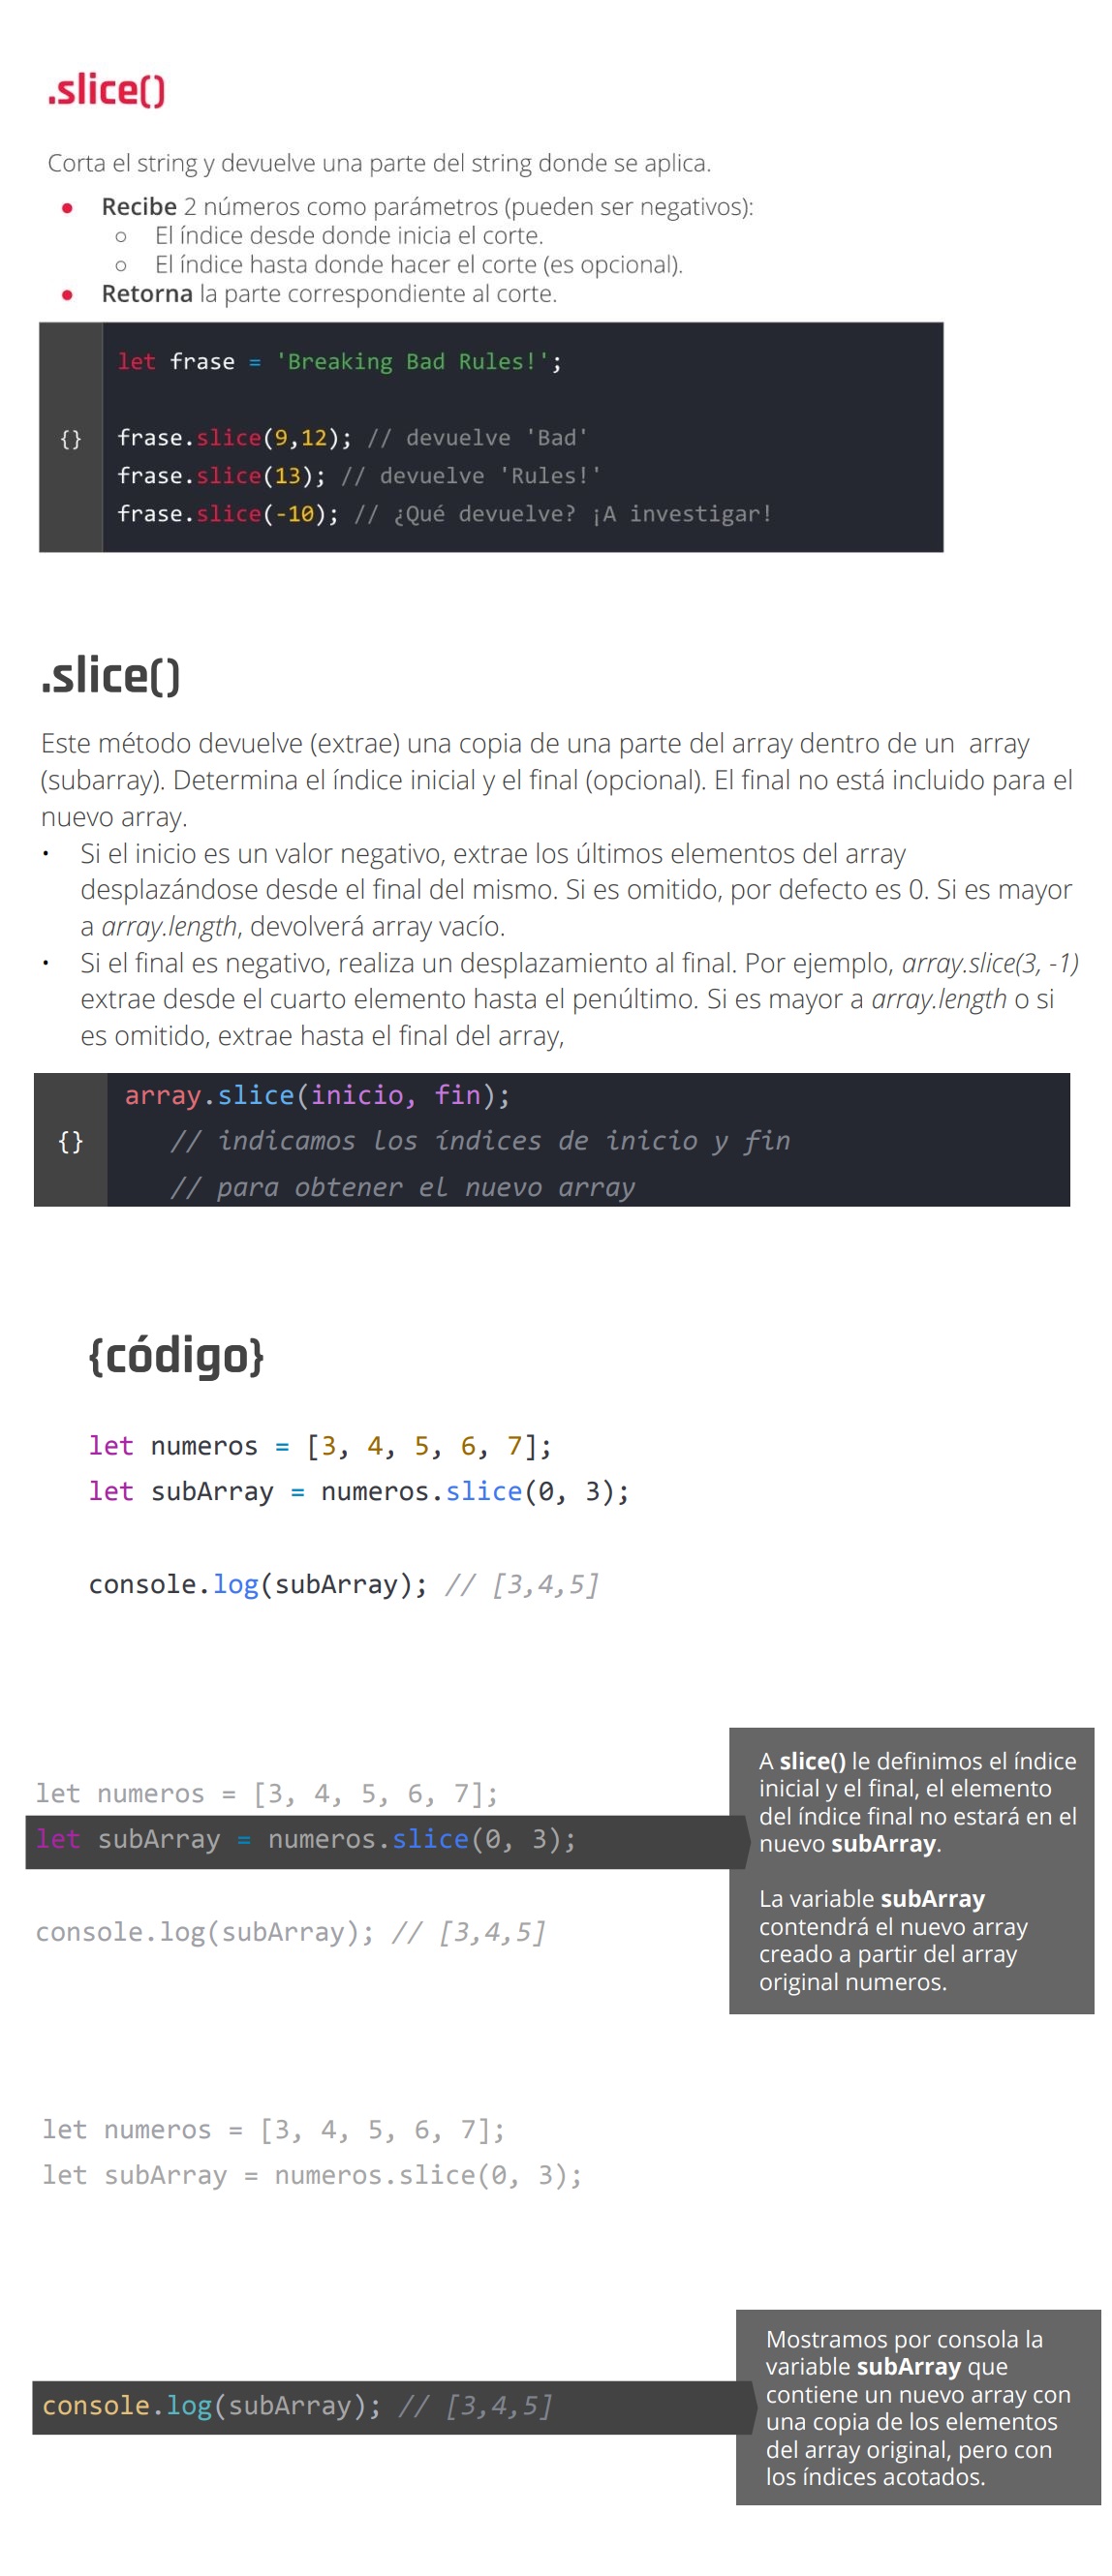 .slice()
Corta el string y devuelve una parte del string donde se aplica.
● Recibe 2 números como parámetros (pueden ser negativos):
○ El índice desde donde inicia el corte.
○ El índice hasta donde hacer el corte (es opcional).
● Retorna la parte correspondiente al corte.
let frase = 'Breaking Bad Rules!';
{}
frase.slice(9,12); // devuelve 'Bad'
frase.slice(13); // devuelve 'Rules!'
frase.slice(-10); // ¿Qué devuelve? ¡A investigar!
.slice()
Este método devuelve (extrae) una copia de una parte del array dentro de un array
(subarray). Determina el índice inicial y el final (opcional). El final no está incluido para el
nuevo array.
• Si el inicio es un valor negativo, extrae los últimos elementos del array
desplazándose desde el final del mismo. Si es omitido, por defecto es 0. Si es mayor
a array.length, devolverá array vacío.
• Si el final es negativo, realiza un desplazamiento al final. Por ejemplo, array.slice(3, -1)
extrae desde el cuarto elemento hasta el penúltimo. Si es mayor a array.length o si
es omitido, extrae hasta el final del array,
array.slice(inicio, fin);
{}
// indicamos los índices de inicio y fin
// para obtener el nuevo array
{código}
let numeros = [3, 4, 5, 6, 7];
let subArray = numeros.slice(0, 3);
console.log(subArray); // [3,4,5]
let numeros = [3, 4, 5, 6, 7];
let subArray = numeros.slice(0, 3);
console.log(subArray); // [3,4,5]
A slice() le definimos el índice
inicial y el final, el elemento
del índice final no estará en el
nuevo subArray.
La variable subArray
contendrá el nuevo array
creado a partir del array
original numeros.
let numeros = [3, 4, 5, 6, 7];
let subArray = numeros.slice(0, 3);
console.log(subArray); // [3,4,5]
Mostramos por consola la
variable subArray que
contiene un nuevo array con
una copia de los elementos
del array original, pero con
los índices acotados.